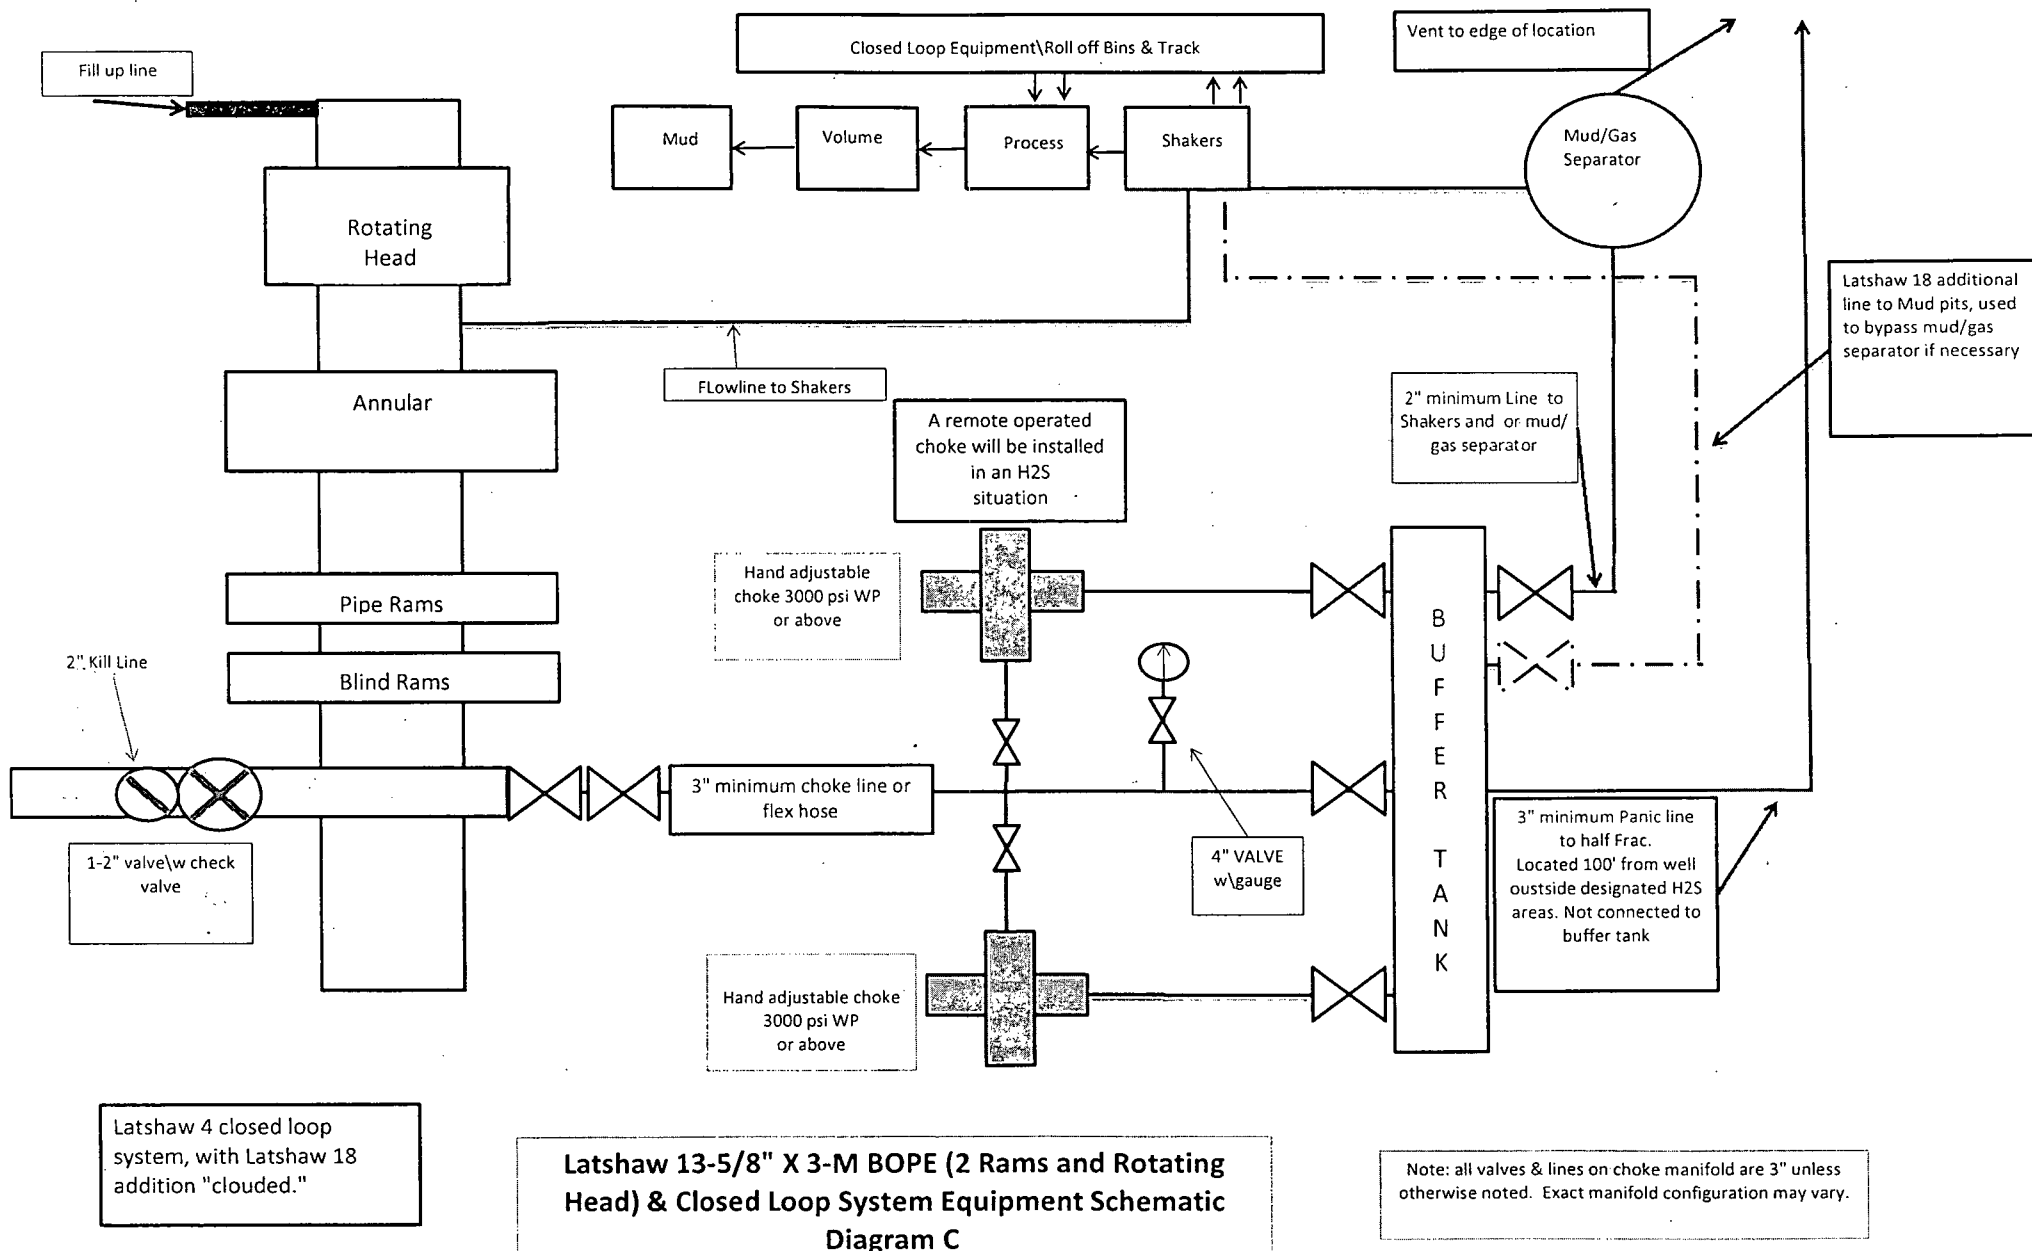 Fill up line
Closed Loop Equipment\Roll off Bins & Track
Vent to edge of location
Mud
Volume
Process
Shakers
Mud/Gas
Separator
Rotating
Head
Latshaw 18 additional
line to Mud pits, used
to bypass mud/gas
separator if necessary
FLowline to Shakers
Annular
2" minimum Line to
Shakers and or mud/
gas separator
A remote operated
choke will be installed
in an H2S
situation
Hand adjustable
choke 3000 psi WP
or above
Pipe Rams
Blind Rams
2" Kill Line
BUFFER TANK
3" minimum choke line or
flex hose
1-2" valve\w check
valve
4" VALVE
w\gauge
3" minimum Panic line
to half Frac.
Located 100' from well
oustside designated H2S
areas. Not connected to
buffer tank
Hand adjustable choke
3000 psi WP
or above
Latshaw 4 closed loop
system, with Latshaw 18
addition "clouded."
Latshaw 13-5/8" X 3-M BOPE (2 Rams and Rotating
Head) & Closed Loop System Equipment Schematic
Diagram C
Note: all valves & lines on choke manifold are 3" unless
otherwise noted. Exact manifold configuration may vary.